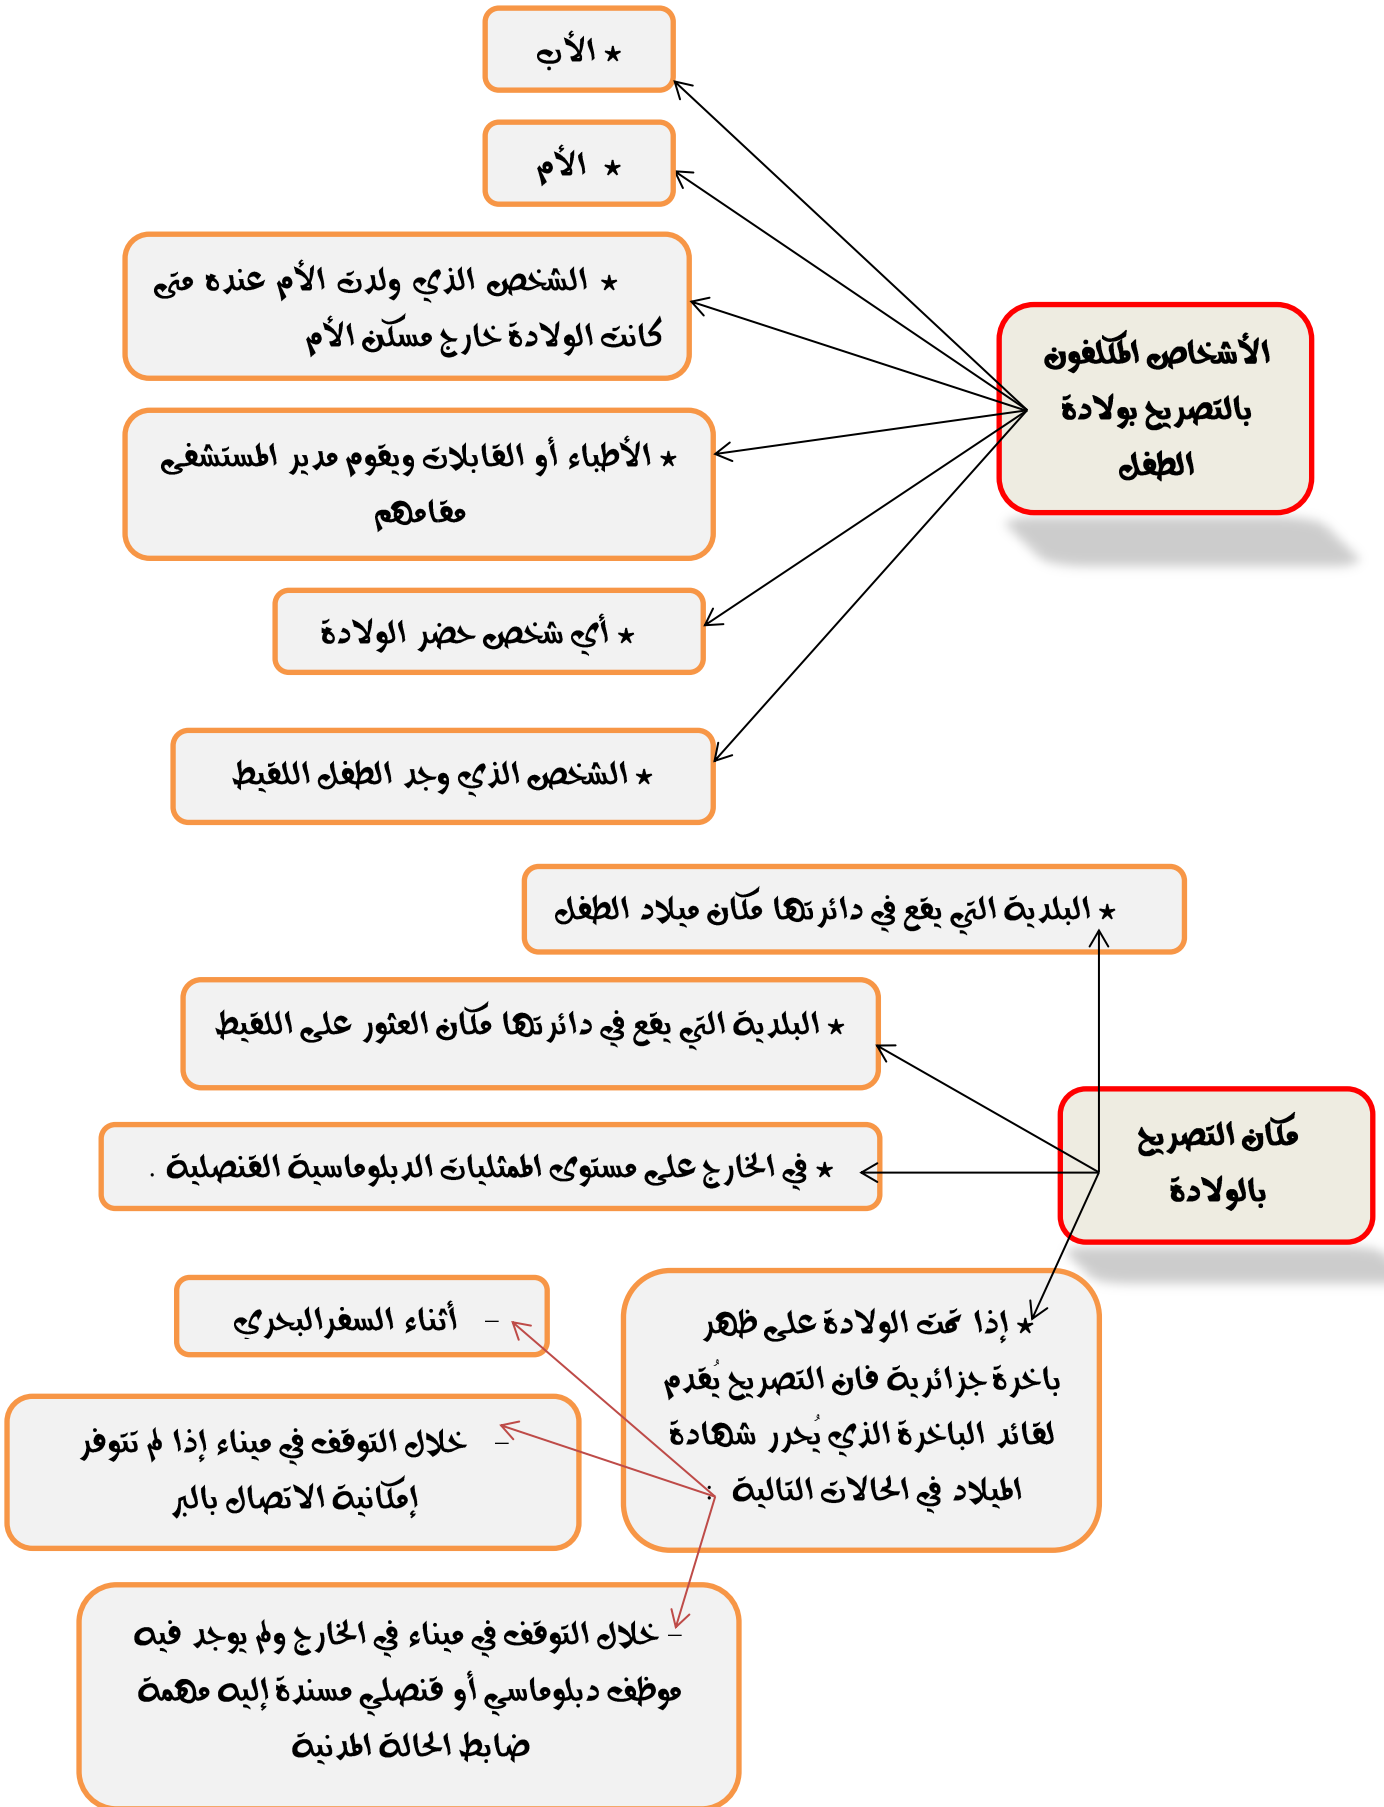 الأشخاص المكلفون
بالتصريح بولادة
الطفل
* الأب
* الأم
* الشخص الذي ولدت الأم عنده متى
كانت الولادة خارج مسكن الأم
* الأطباء أو القابلات ويقوم مدير المستشفى
مقامهم
* أي شخص حضر الولادة
* الشخص الذي وجد الطفل اللقيط
مكان التصريح
بالولادة
* البلدية التي يقع في دائرتها مكان ميلاد الطفل
* البلدية التي يقع في دائرتها مكان العثور على اللقيط
* في الخارج على مستوى الممثليات الدبلوماسية القنصلية .
* إذا تمت الولادة على ظهر
باخرة جزائرية فان التصريح يُقدم
لقائد الباخرة الذي يُحرر شهادة
الميلاد في الحالات التالية :
- أثناء السفرالبحري
- خلال التوقف في ميناء إذا لم تتوفر
إمكانية الاتصال بالبر
- خلال التوقف في ميناء في الخارج ولم يوجد فيه
موظف دبلوماسي أو قنصلي مسندة إليه مهمة
ضابط الحالة المدنية